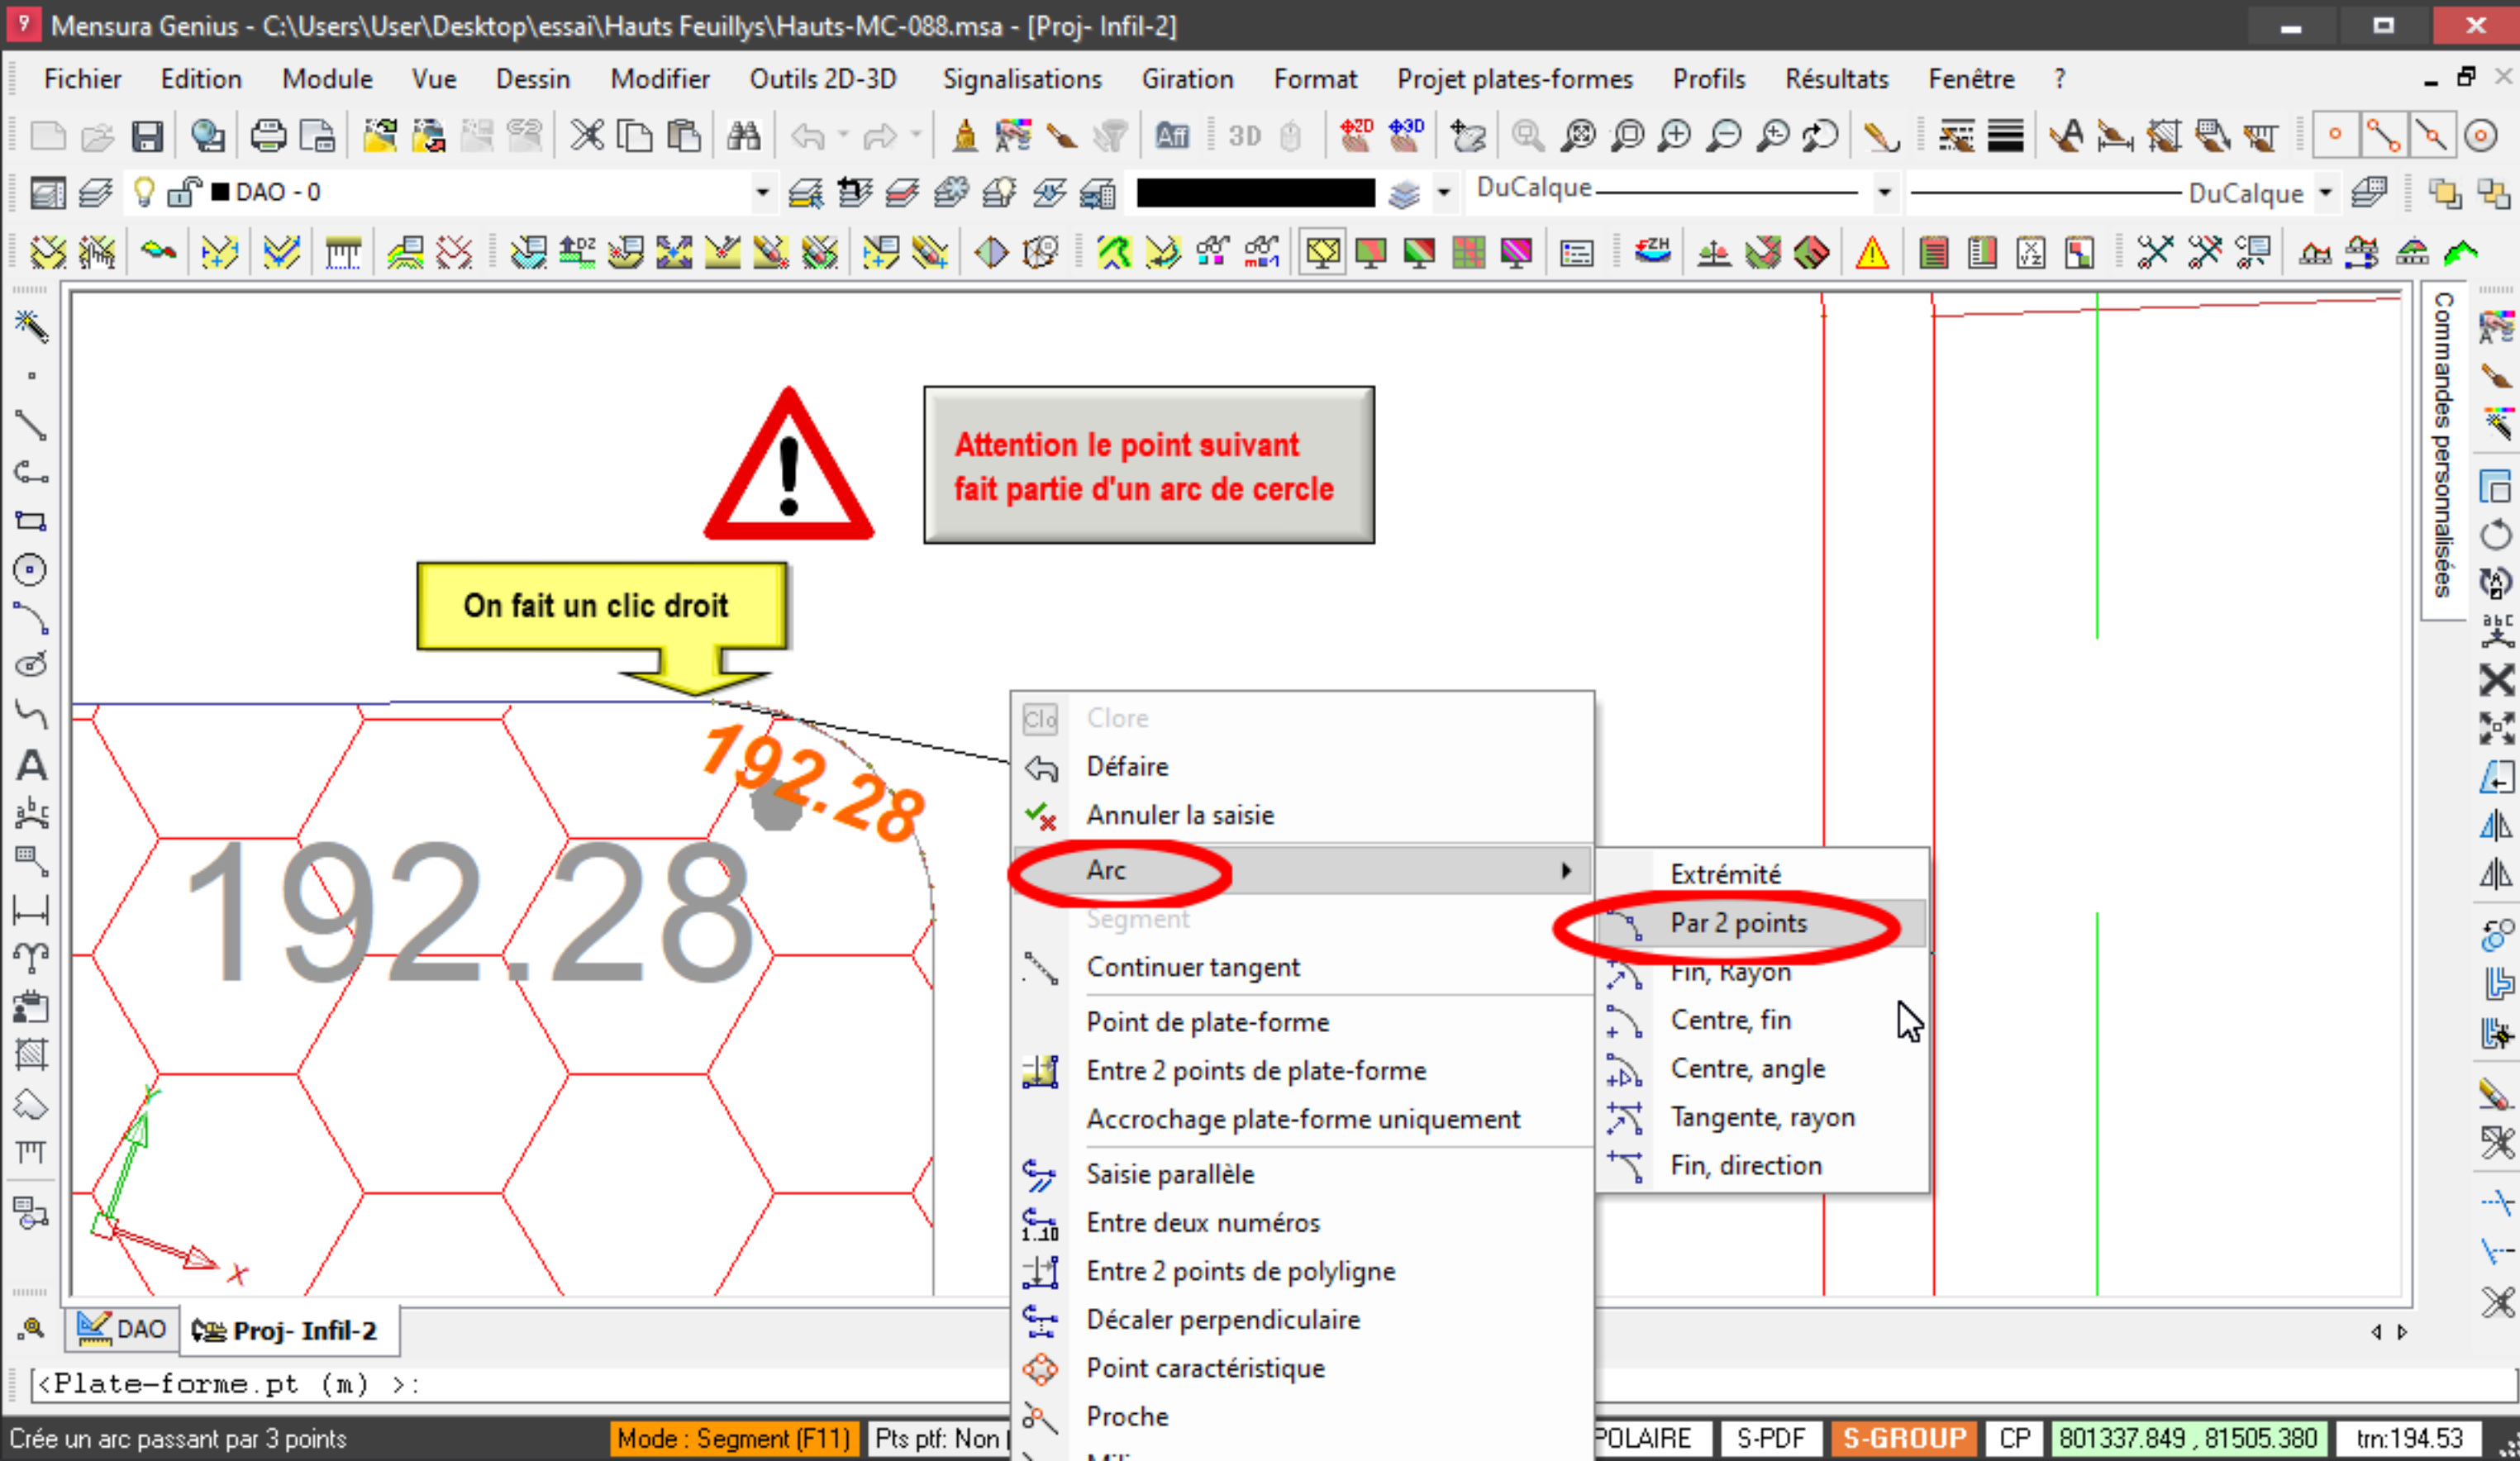 Mensura Genius - C:\Users\User\Desktop\essai\Hauts Feuillys\Hauts-MC-088.msa - [Proj- Infil-2]
Fichier Edition Module Vue Dessin Modifier Outils 2D-3D Signalisations Giration Format Projet plates-formes Profils Résultats Fenêtre ?
Aff 3D 2D 3D
DAO - 0 DuCalque DuCalque
DZ ZH
Commandes personnalisées
Attention le point suivant
fait partie d'un arc de cercle
On fait un clic droit
192.28
192.28
Y
X
Clo Clore
Défaire
Annuler la saisie
Arc
Segment
Continuer tangent
Point de plate-forme
Entre 2 points de plate-forme
Accrochage plate-forme uniquement
Saisie parallèle
Entre deux numéros
Entre 2 points de polyligne
Décaler perpendiculaire
Point caractéristique
Proche
Extrémité
Par 2 points
Fin, Rayon
Centre, fin
Centre, angle
Tangente, rayon
Fin, direction
DAO Proj- Infil-2
<Plate-forme.pt (m) >:
Crée un arc passant par 3 points Mode : Segment (F11) Pts ptf: Non POLAIRE S-PDF S-GROUP CP 801337.849 , 81505.380 trn:194.53